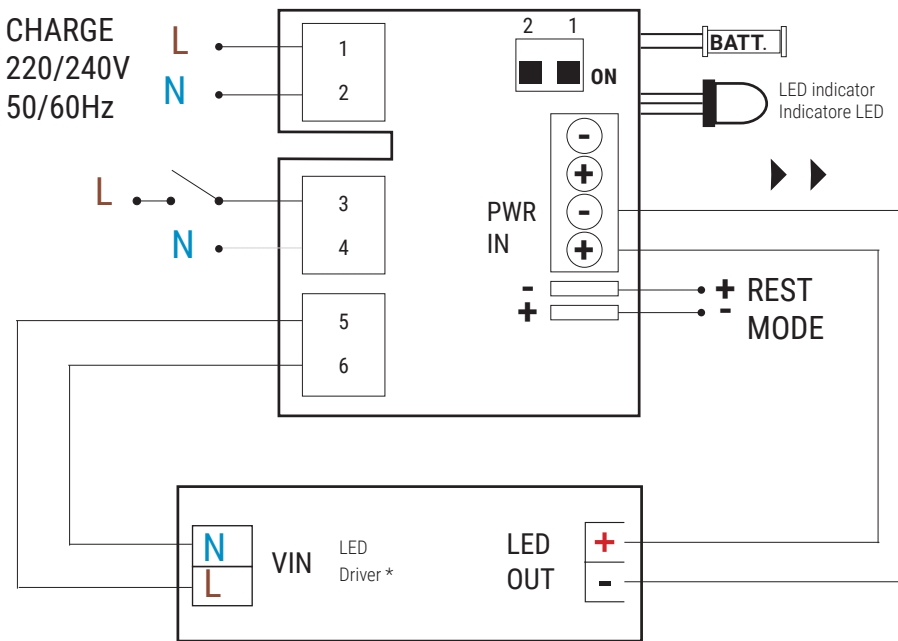 CHARGE
220/240V
50/60Hz
L
N
1
2
2 1
ON
BATT.
LED indicator
Indicatore LED
L
N
3
4
PWR
IN
-
+
-
+
-
+
+
-
REST
MODE
5
6
N
L
VIN
LED
Driver *
LED
OUT
+
-